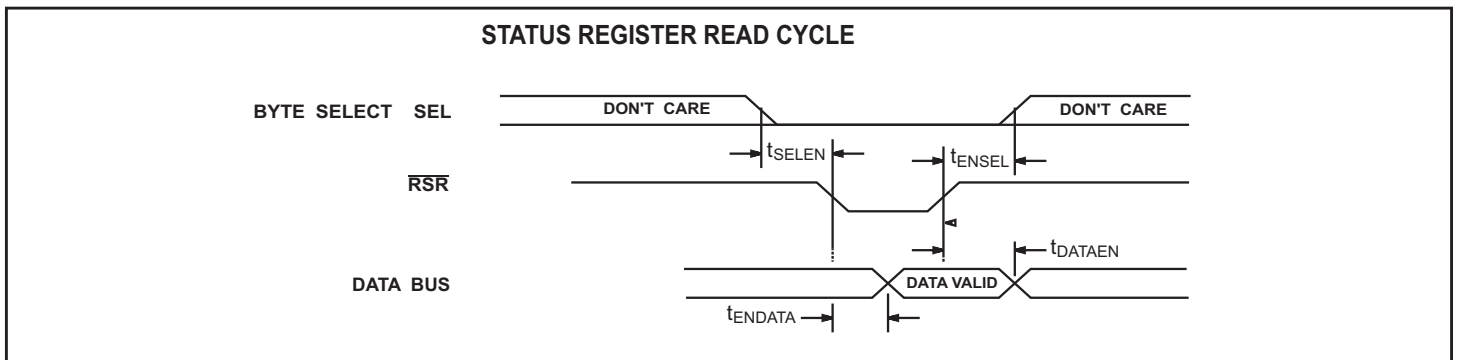 STATUS REGISTER READ CYCLE
BYTE SELECT SEL
DON'T CARE
DON'T CARE
tSELEN
tENSEL
RSR
tDATAEN
DATA BUS
DATA VALID
tENDATA